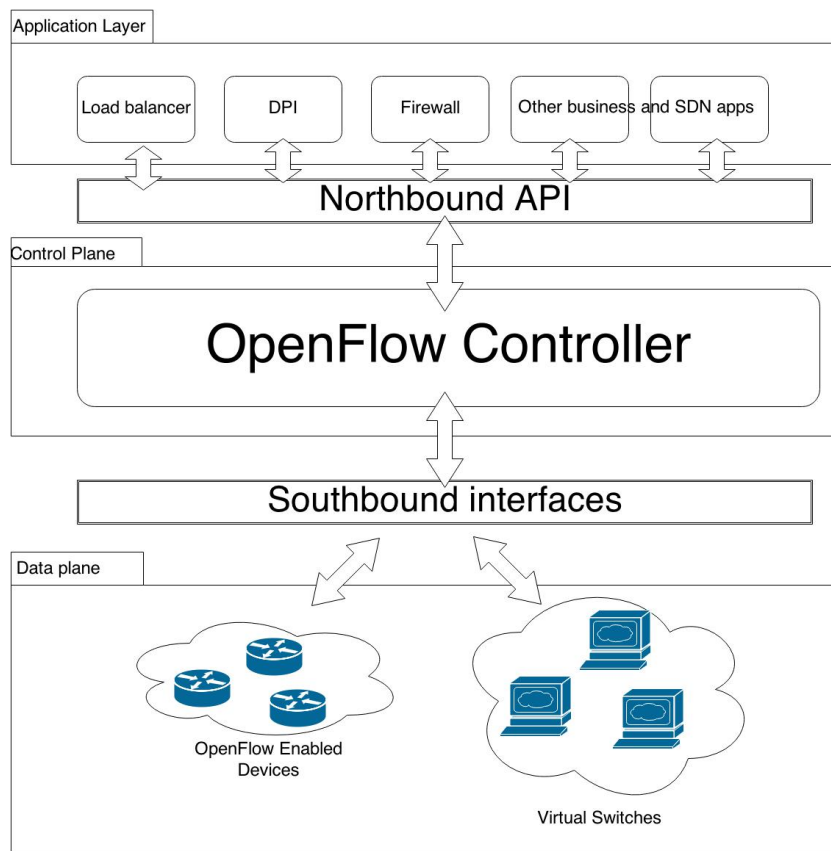 Application Layer
Load balancer
DPI
Firewall
Other business and SDN apps
Northbound API
Control Plane
OpenFlow Controller
Southbound interfaces
Data plane
OpenFlow Enabled
Devices
Virtual Switches